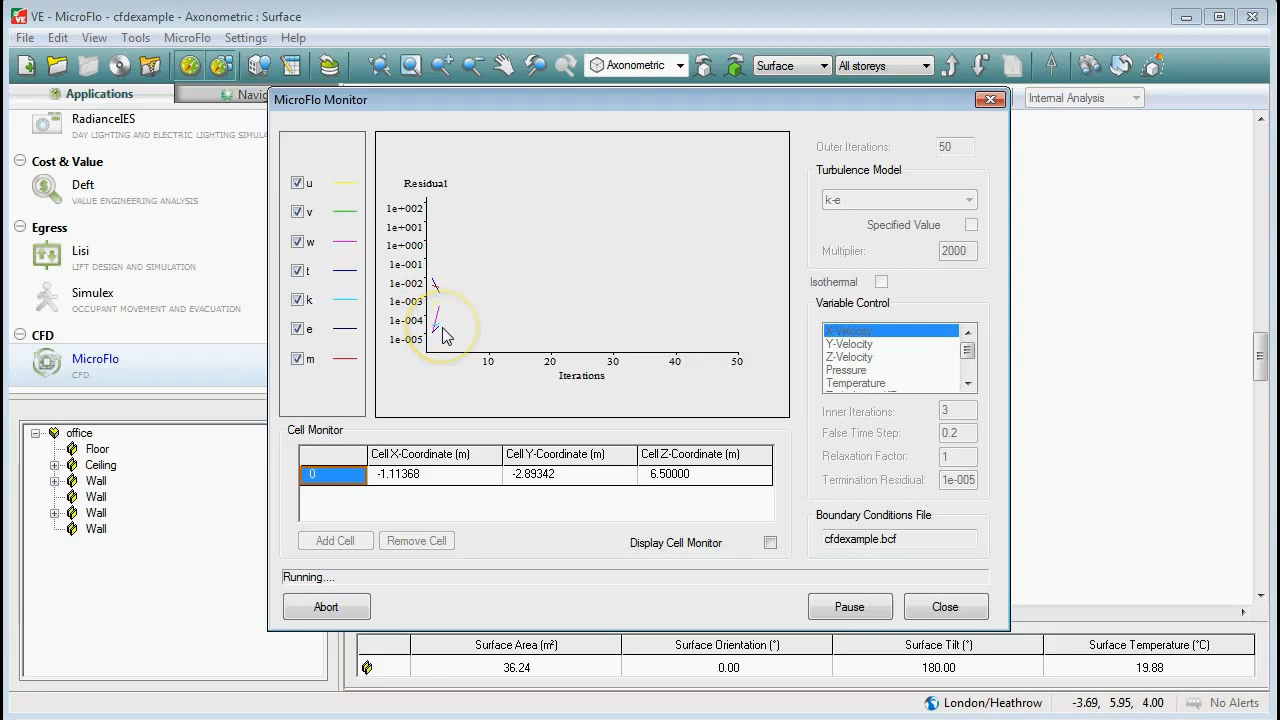 VE - MicroFlo - cfdexample - Axonometric : Surface
File Edit View Tools MicroFlo Settings Help
Axonometric Surface All storeys
Applications Navig
MicroFlo Monitor
Internal Analysis
RadianceIES
DAY LIGHTING AND ELECTRIC LIGHTING SIMULA
Cost & Value
Deft
VALUE ENGINEERING ANALYSIS
Egress
Lisi
LIFT DESIGN AND SIMULATION
Simulex
OCCUPANT MOVEMENT AND EVACUATION
CFD
MicroFlo
CFD
office
Floor
Ceiling
Wall
Wall
Wall
Wall
u
v
w
t
k
e
m
Residual
1e+002
1e+001
1e+000
1e-001
1e-002
1e-003
1e-004
1e-005
10 20 30 40 50
Iterations
Outer Iterations: 50
Turbulence Model
k-e
Specified Value
Multiplier: 2000
Isothermal
Variable Control
X-Velocity
Y-Velocity
Z-Velocity
Pressure
Temperature
Inner Iterations: 3
False Time Step: 0.2
Relaxation Factor: 1
Termination Residual: 1e-005
Boundary Conditions File
cfdexample.bcf
Cell Monitor
Cell X-Coordinate (m) Cell Y-Coordinate (m) Cell Z-Coordinate (m)
0 -1.11368 -2.89342 6.50000
Add Cell Remove Cell Display Cell Monitor
Running....
Abort Pause Close
Surface Area (m²) Surface Orientation (°) Surface Tilt (°) Surface Temperature (°C)
36.24 0.00 180.00 19.88
London/Heathrow -3.69, 5.95, 4.00 No Alerts